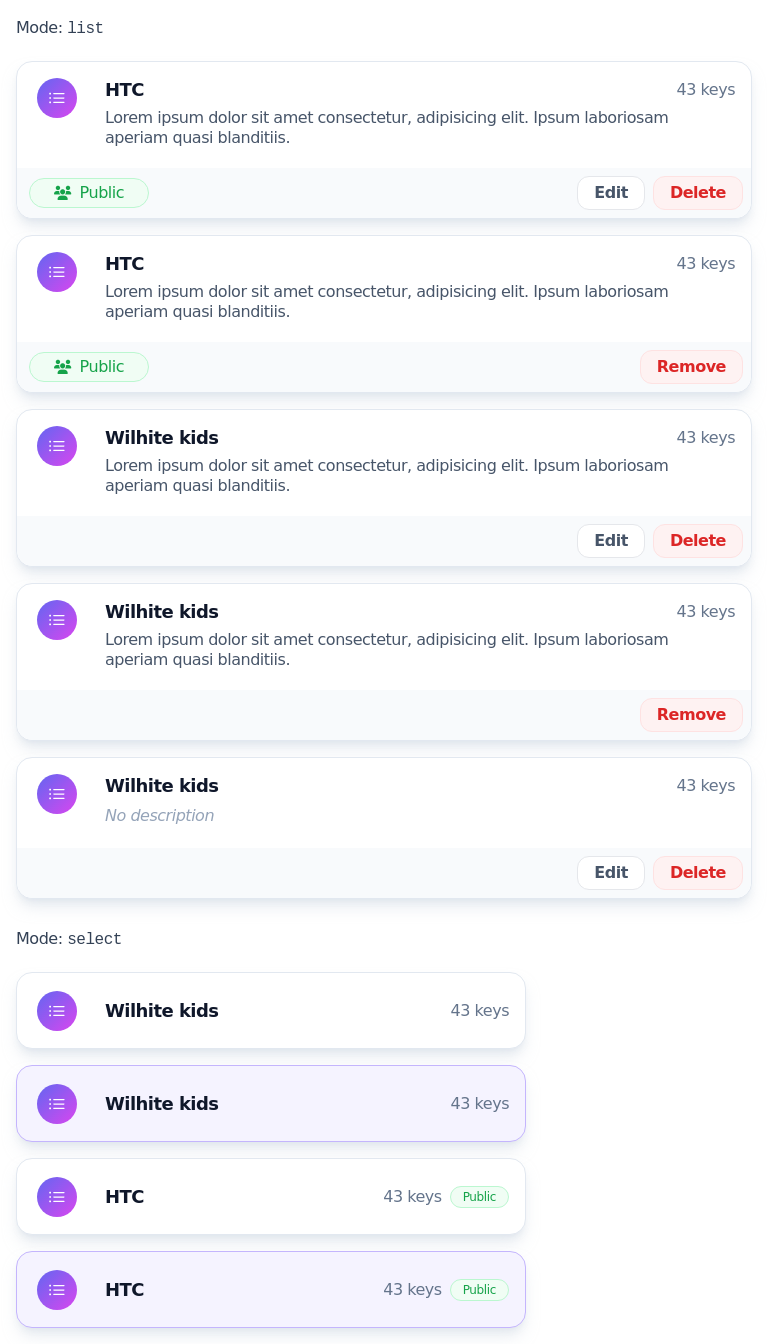 Mode: list
HTC 43 keys
Lorem ipsum dolor sit amet consectetur, adipisicing elit. Ipsum laboriosam
aperiam quasi blanditiis.
Public Edit Delete
HTC 43 keys
Lorem ipsum dolor sit amet consectetur, adipisicing elit. Ipsum laboriosam
aperiam quasi blanditiis.
Public Remove
Wilhite kids 43 keys
Lorem ipsum dolor sit amet consectetur, adipisicing elit. Ipsum laboriosam
aperiam quasi blanditiis.
Edit Delete
Wilhite kids 43 keys
Lorem ipsum dolor sit amet consectetur, adipisicing elit. Ipsum laboriosam
aperiam quasi blanditiis.
Remove
Wilhite kids 43 keys
No description
Edit Delete
Mode: select
Wilhite kids 43 keys
Wilhite kids 43 keys
HTC 43 keys Public
HTC 43 keys Public